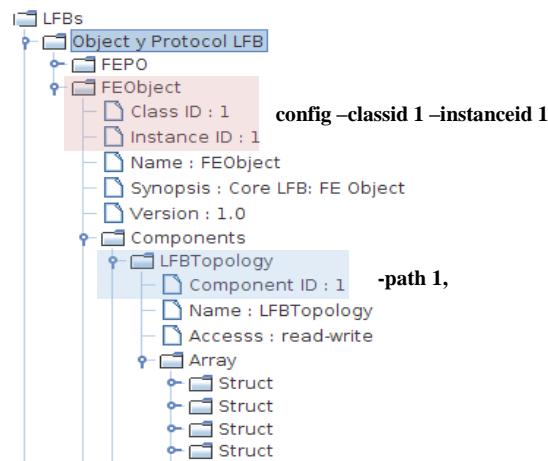 LFBs
Object y Protocol LFB
FEPO
FEObject
Class ID : 1
config –classid 1 –instanceid 1
Instance ID : 1
Name : FEObject
Synopsis : Core LFB: FE Object
Version : 1.0
Components
LFBTopology
Component ID : 1
-path 1,
Name : LFBTopology
Accesss : read-write
Array
Struct
Struct
Struct
Struct